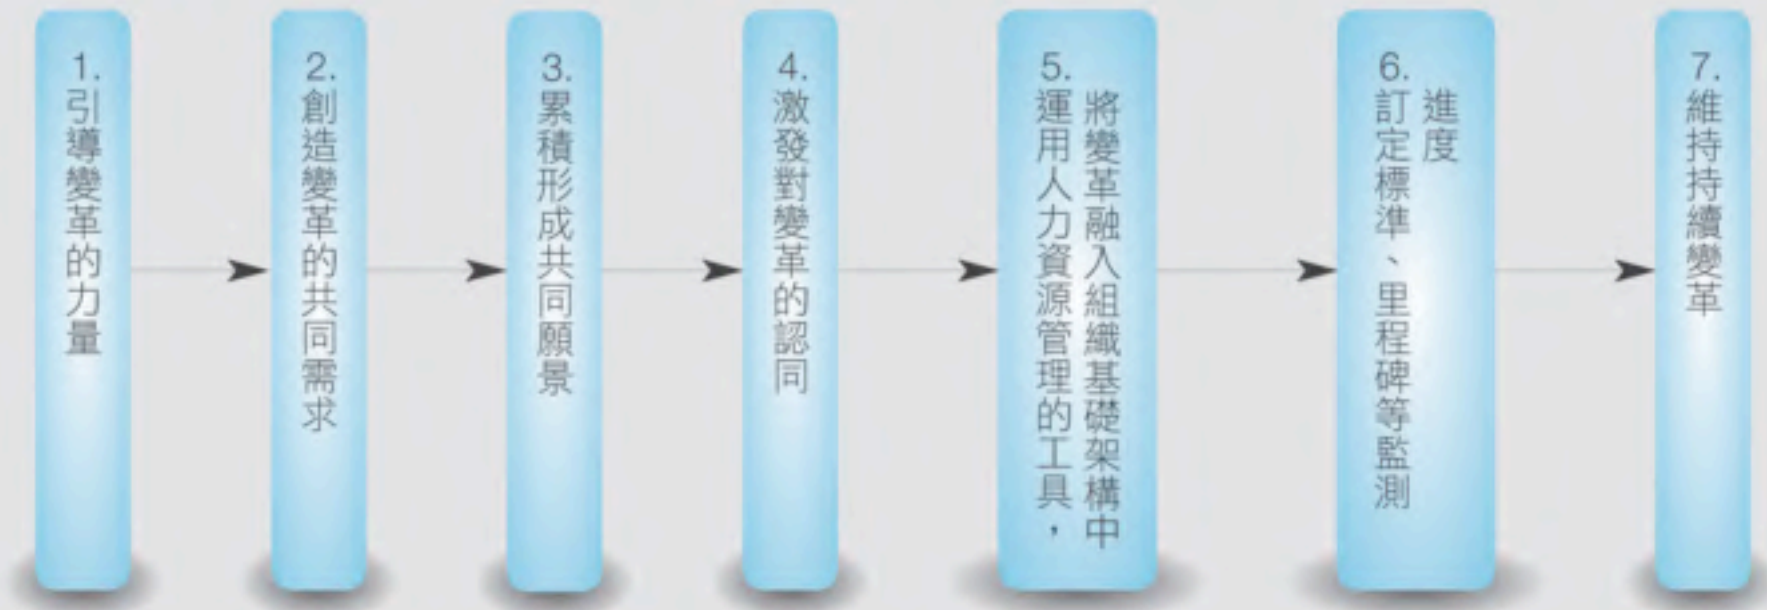 1.引導變革的力量
2.創造變革的共同需求
3.累積形成共同願景
4.激發對變革的認同
5.運用人力資源管理的工具，
將變革融入組織基礎架構中
6.訂定標準、里程碑等監測
進度
7.維持持續變革